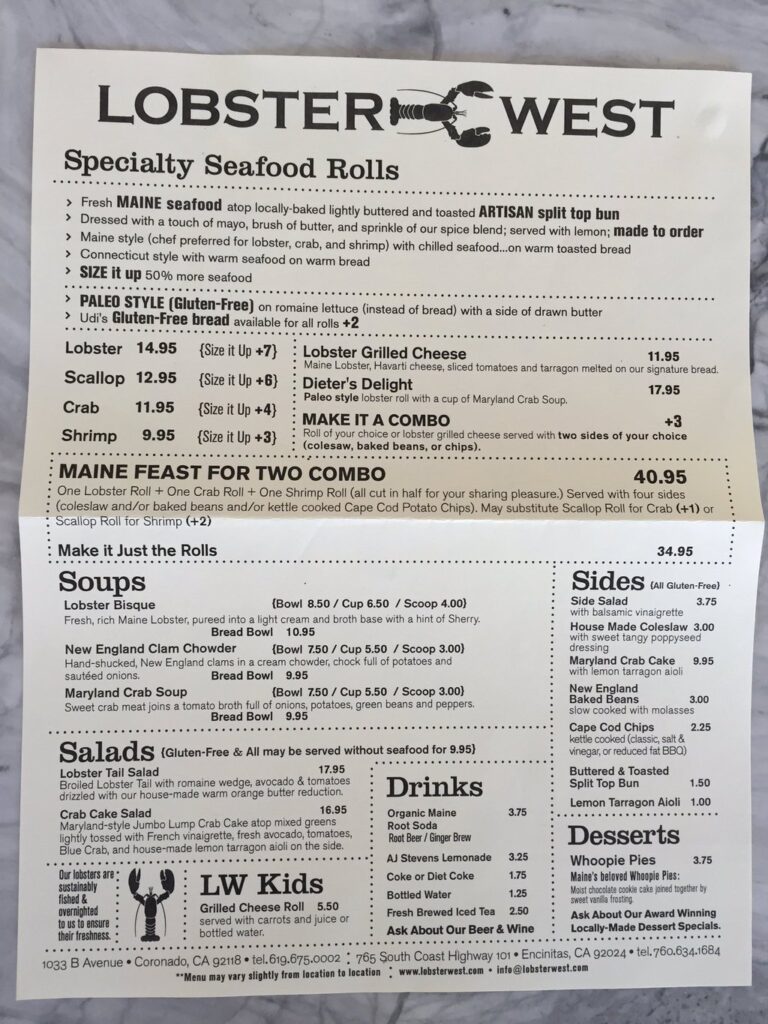 LOBSTER WEST
Specialty Seafood Rolls
> Fresh MAINE seafood atop locally-baked lightly buttered and toasted ARTISAN split top bun
> Dressed with a touch of mayo, brush of butter, and sprinkle of our spice blend; served with lemon; made to order
> Maine style (chef preferred for lobster, crab, and shrimp) with chilled seafood...on warm toasted bread
> Connecticut style with warm seafood on warm bread
> SIZE it up 50% more seafood
> PALEO STYLE (Gluten-Free) on romaine lettuce (instead of bread) with a side of drawn butter
> Udi's Gluten-Free bread available for all rolls +2
Lobster 14.95 {Size it Up +7}
Scallop 12.95 {Size it Up +6}
Crab 11.95 {Size it Up +4}
Shrimp 9.95 {Size it Up +3}
Lobster Grilled Cheese 11.95
Maine Lobster, Havarti cheese, sliced tomatoes and tarragon melted on our signature bread.
Dieter's Delight 17.95
Paleo style lobster roll with a cup of Maryland Crab Soup.
MAKE IT A COMBO +3
Roll of your choice or lobster grilled cheese served with two sides of your choice
(colesaw, baked beans, or chips).
MAINE FEAST FOR TWO COMBO 40.95
One Lobster Roll + One Crab Roll + One Shrimp Roll (all cut in half for your sharing pleasure.) Served with four sides
(coleslaw and/or baked beans and/or kettle cooked Cape Cod Potato Chips). May substitute Scallop Roll for Crab (+1) or
Scallop Roll for Shrimp (+2)
Make it Just the Rolls 34.95
Soups
Lobster Bisque {Bowl 8.50 / Cup 6.50 / Scoop 4.00}
Fresh, rich Maine Lobster, pureed into a light cream and broth base with a hint of Sherry.
Bread Bowl 10.95
New England Clam Chowder {Bowl 7.50 / Cup 5.50 / Scoop 3.00}
Hand-shucked, New England clams in a cream chowder, chock full of potatoes and
sautéed onions. Bread Bowl 9.95
Maryland Crab Soup {Bowl 7.50 / Cup 5.50 / Scoop 3.00}
Sweet crab meat joins a tomato broth full of onions, potatoes, green beans and peppers.
Bread Bowl 9.95
Sides {All Gluten-Free}
Side Salad 3.75
with balsamic vinaigrette
House Made Coleslaw 3.00
with sweet tangy poppyseed
dressing
Maryland Crab Cake 9.95
with lemon tarragon aioli
New England
Baked Beans 3.00
slow cooked with molasses
Cape Cod Chips 2.25
kettle cooked (classic, salt &
vinegar, or reduced fat BBQ)
Buttered & Toasted
Split Top Bun 1.50
Lemon Tarragon Aioli 1.00
Salads {Gluten-Free & All may be served without seafood for 9.95}
Lobster Tail Salad 17.95
Broiled Lobster Tail with romaine wedge, avocado & tomatoes
drizzled with our house-made warm orange butter reduction.
Crab Cake Salad 16.95
Maryland-style Jumbo Lump Crab Cake atop mixed greens
lightly tossed with French vinaigrette, fresh avocado, tomatoes,
Blue Crab, and house-made lemon tarragon aioli on the side.
Drinks
Organic Maine 3.75
Root Soda
Root Beer / Ginger Brew
AJ Stevens Lemonade 3.25
Coke or Diet Coke 1.75
Bottled Water 1.25
Fresh Brewed Iced Tea 2.50
Ask About Our Beer & Wine
Desserts
Whoopie Pies 3.75
Maine's beloved Whoopie Pies:
Moist chocolate cookie cake joined together by
sweet vanilla frosting.
Ask About Our Award Winning
Locally-Made Dessert Specials.
Our lobsters are
sustainably
fished &
overnighted
to us to ensure
their freshness.
LW Kids
Grilled Cheese Roll 5.50
served with carrots and juice or
bottled water.
1033 B Avenue • Coronado, CA 92118 • tel.619.675.0002 : 765 South Coast Highway 101 • Encinitas, CA 92024 • tel.760.634.1684
**Menu may vary slightly from location to location : www.lobsterwest.com • info@lobsterwest.com